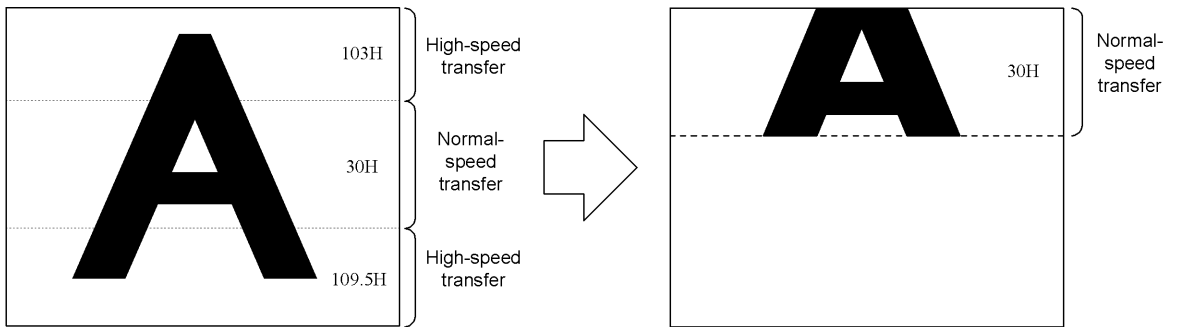 103H
High-speed
transfer
A
30H
Normal-
speed
transfer
109.5H
High-speed
transfer
A
30H
Normal-
speed
transfer